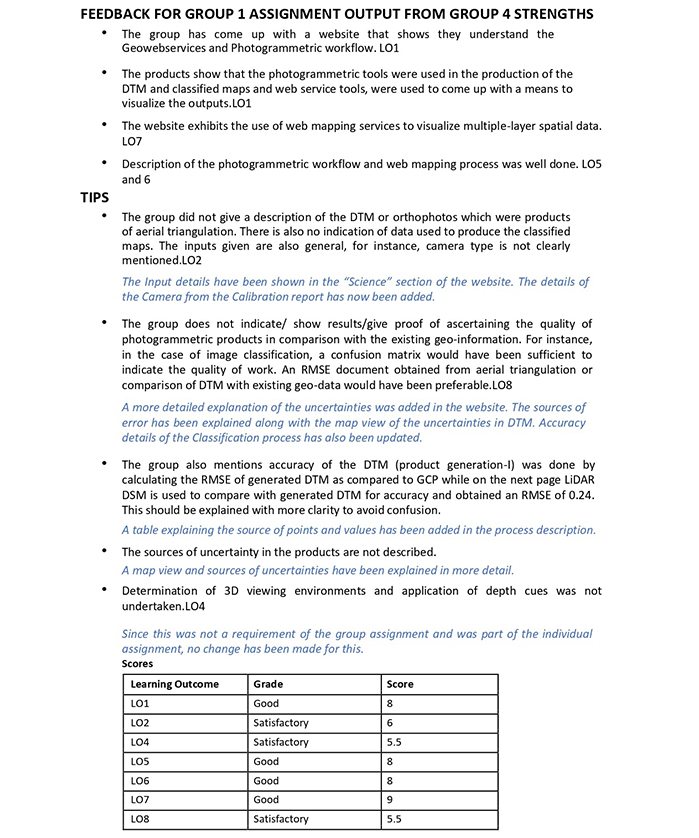 FEEDBACK FOR GROUP 1 ASSIGNMENT OUTPUT FROM GROUP 4 STRENGTHS
• The group has come up with a website that shows they understand the
Geowebservices and Photogrammetric workflow. LO1
• The products show that the photogrammetric tools were used in the production of the
DTM and classified maps and web service tools, were used to come up with a means to
visualize the outputs.LO1
• The website exhibits the use of web mapping services to visualize multiple-layer spatial data.
LO7
• Description of the photogrammetric workflow and web mapping process was well done. LO5
and 6
TIPS
• The group did not give a description of the DTM or orthophotos which were products
of aerial triangulation. There is also no indication of data used to produce the classified
maps. The inputs given are also general, for instance, camera type is not clearly
mentioned.LO2
The Input details have been shown in the “Science” section of the website. The details of
the Camera from the Calibration report has now been added.
• The group does not indicate/ show results/give proof of ascertaining the quality of
photogrammetric products in comparison with the existing geo-information. For instance,
in the case of image classification, a confusion matrix would have been sufficient to
indicate the quality of work. An RMSE document obtained from aerial triangulation or
comparison of DTM with existing geo-data would have been preferable.LO8
A more detailed explanation of the uncertainties was added in the website. The sources of
error has been explained along with the map view of the uncertainties in DTM. Accuracy
details of the Classification process has also been updated.
• The group also mentions accuracy of the DTM (product generation-I) was done by
calculating the RMSE of generated DTM as compared to GCP while on the next page LiDAR
DSM is used to compare with generated DTM for accuracy and obtained an RMSE of 0.24.
This should be explained with more clarity to avoid confusion.
A table explaining the source of points and values has been added in the process description.
• The sources of uncertainty in the products are not described.
A map view and sources of uncertainties have been explained in more detail.
• Determination of 3D viewing environments and application of depth cues was not
undertaken.LO4
Since this was not a requirement of the group assignment and was part of the individual
assignment, no change has been made for this.
Scores
Learning Outcome Grade Score
LO1 Good 8
LO2 Satisfactory 6
LO4 Satisfactory 5.5
LO5 Good 8
LO6 Good 8
LO7 Good 9
LO8 Satisfactory 5.5